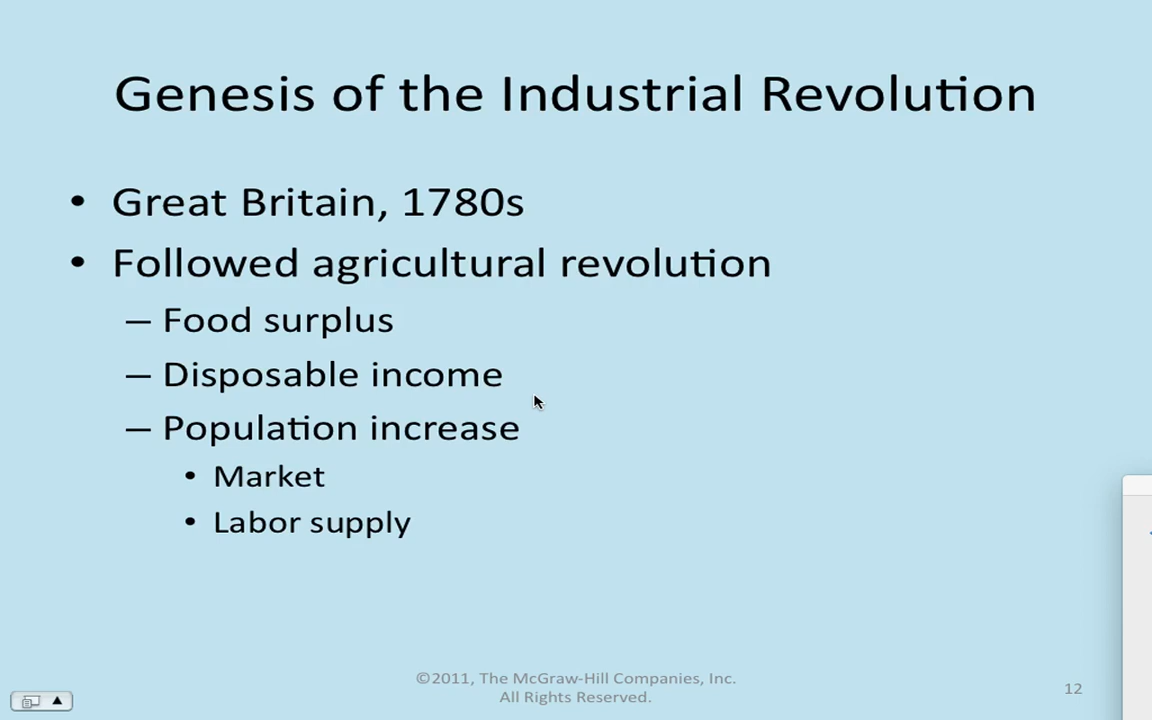 Genesis of the Industrial Revolution
• Great Britain, 1780s
• Followed agricultural revolution
– Food surplus
– Disposable income
– Population increase
• Market
• Labor supply
©2011, The McGraw-Hill Companies, Inc.
All Rights Reserved.
12